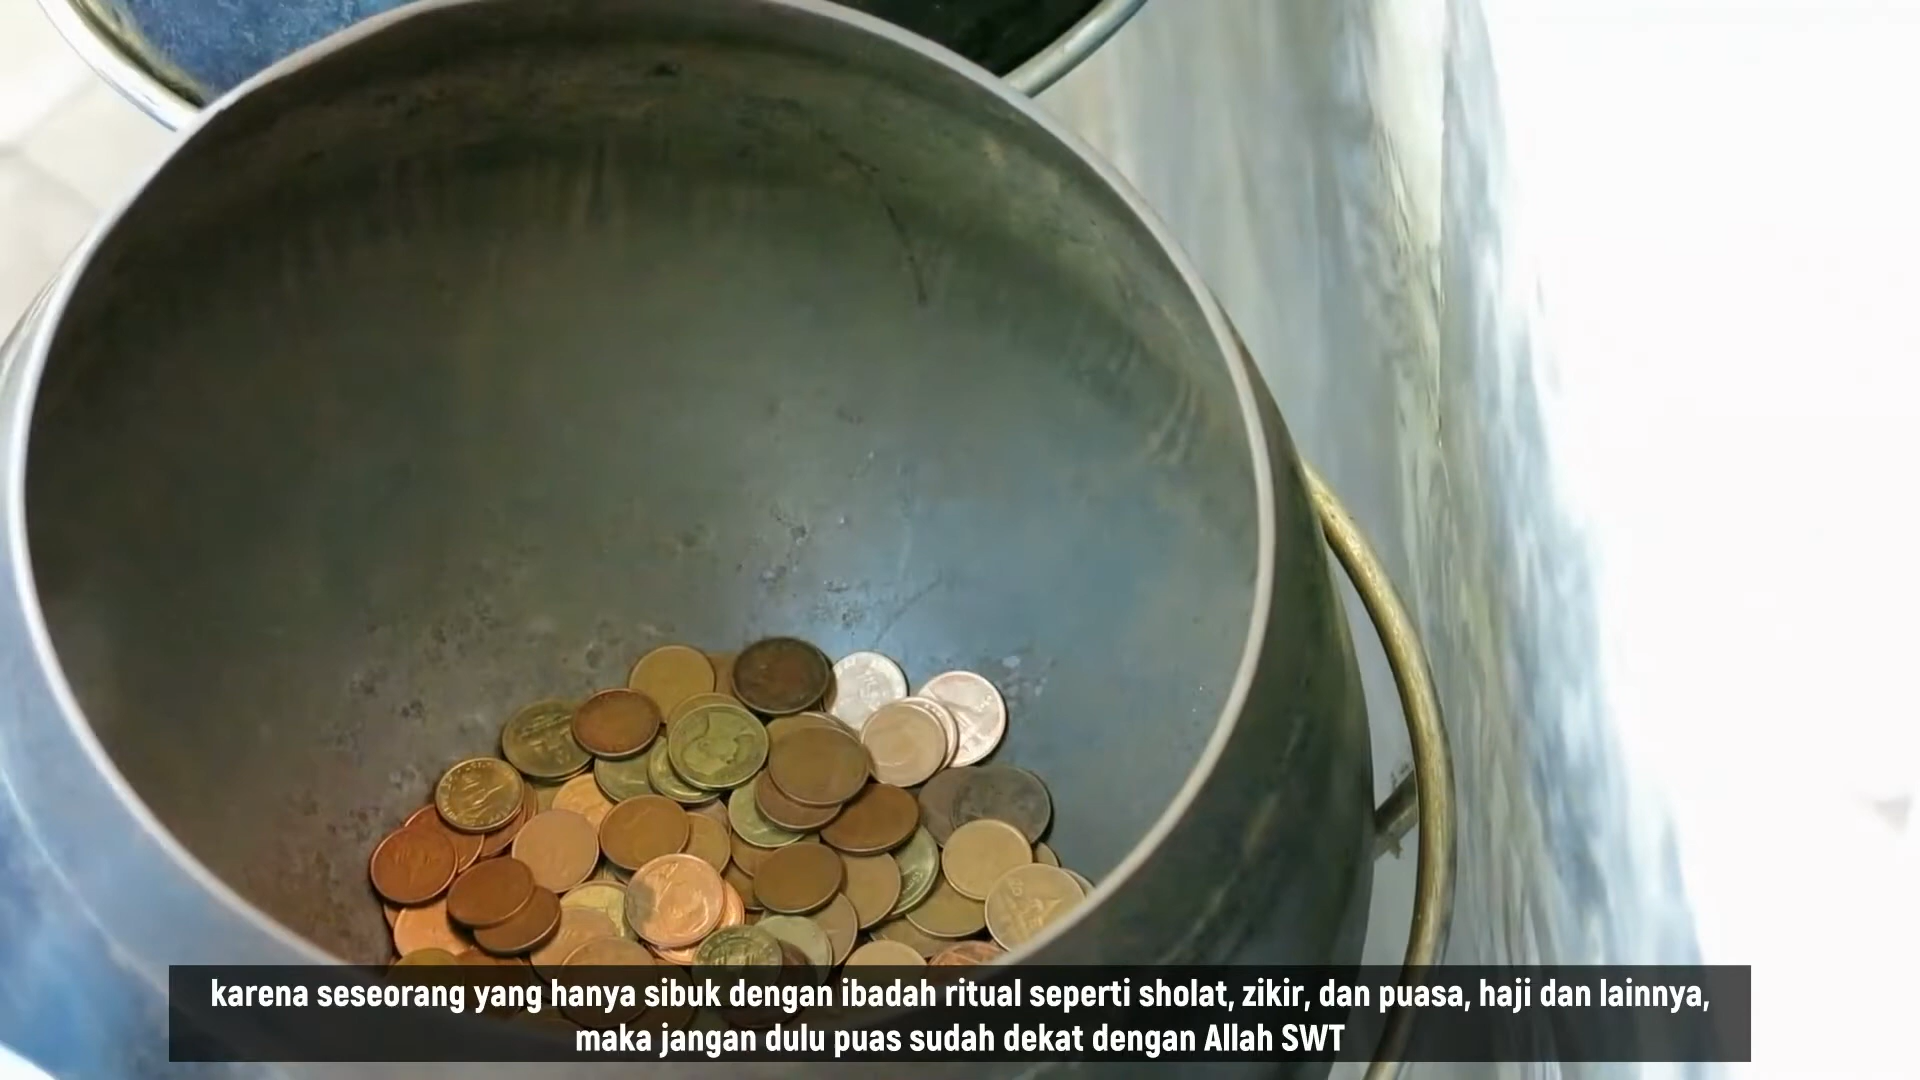 karena seseorang yang hanya sibuk dengan ibadah ritual seperti sholat, zikir, dan puasa, haji dan lainnya,
maka jangan dulu puas sudah dekat dengan Allah SWT